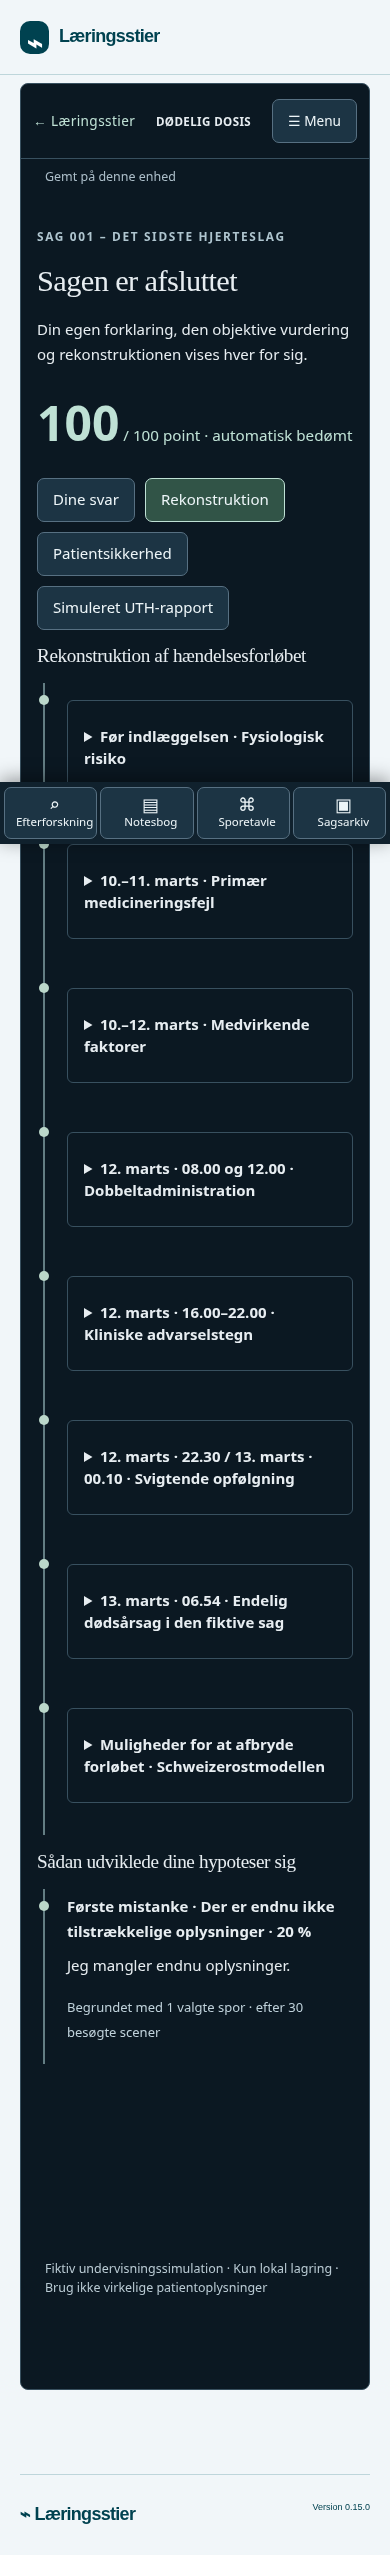 Læringsstier
← Læringsstier DØDELIG DOSIS ☰ Menu
Gemt på denne enhed
SAG 001 – DET SIDSTE HJERTESLAG
Sagen er afsluttet
Din egen forklaring, den objektive vurdering
og rekonstruktionen vises hver for sig.
100 / 100 point · automatisk bedømt
Dine svar Rekonstruktion
Patientsikkerhed
Simuleret UTH-rapport
Rekonstruktion af hændelsesforløbet
▶ Før indlæggelsen · Fysiologisk
risiko
Efterforskning Notesbog Sporetavle Sagsarkiv
▶ 10.–11. marts · Primær
medicineringsfejl
▶ 10.–12. marts · Medvirkende
faktorer
▶ 12. marts · 08.00 og 12.00 ·
Dobbeltadministration
▶ 12. marts · 16.00–22.00 ·
Kliniske advarselstegn
▶ 12. marts · 22.30 / 13. marts ·
00.10 · Svigtende opfølgning
▶ 13. marts · 06.54 · Endelig
dødsårsag i den fiktive sag
▶ Muligheder for at afbryde
forløbet · Schweizerostmodellen
Sådan udviklede dine hypoteser sig
Første mistanke · Der er endnu ikke
tilstrækkelige oplysninger · 20 %
Jeg mangler endnu oplysninger.
Begrundet med 1 valgte spor · efter 30
besøgte scener
Fiktiv undervisningssimulation · Kun lokal lagring ·
Brug ikke virkelige patientoplysninger
Læringsstier Version 0.15.0